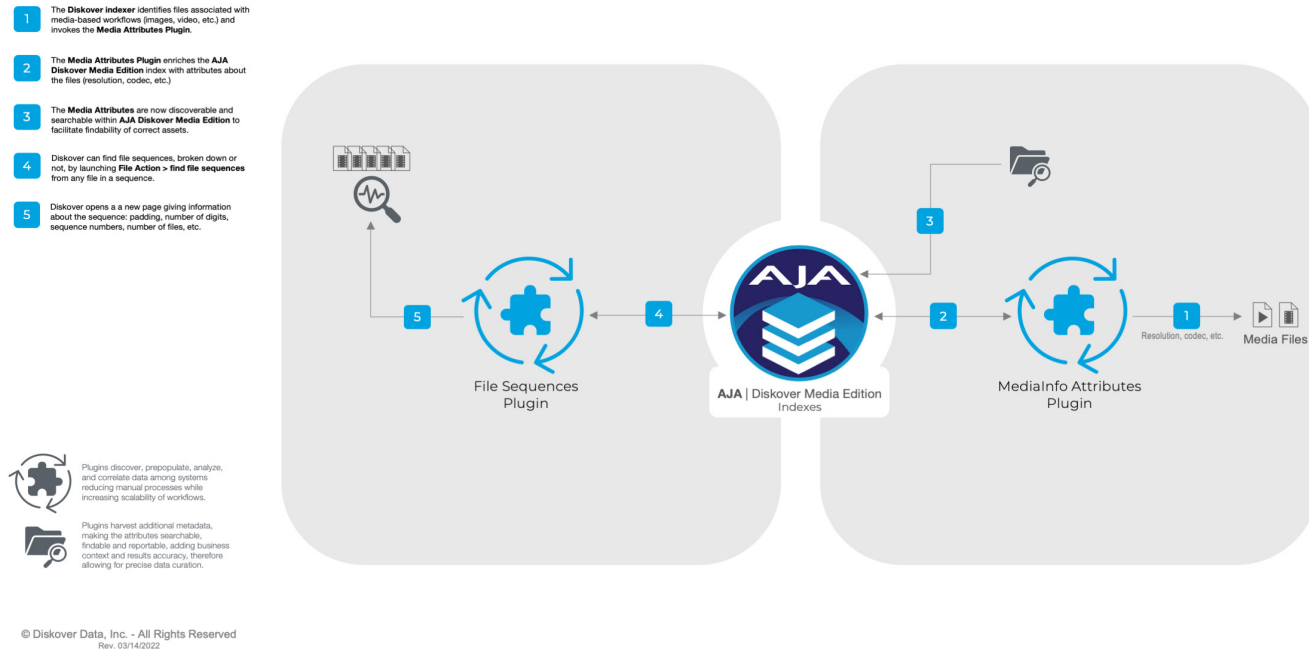 1
The Diskover indexer identifies files associated with
media-based workflows (images, video, etc.) and
invokes the Media Attributes Plugin.
2
The Media Attributes Plugin enriches the AJA
Diskover Media Edition index with attributes about
the files (resolution, codec, etc.)
3
The Media Attributes are now discoverable and
searchable within AJA Diskover Media Edition to
facilitate findability of correct assets.
4
Diskover can find file sequences, broken down or
not, by launching File Action > find file sequences
from any file in a sequence.
5
Diskover opens a a new page giving information
about the sequence: padding, number of digits,
sequence numbers, number of files, etc.
3
AJA
5
4
2
1
Resolution, codec, etc.
Media Files
File Sequences
Plugin
AJA | Diskover Media Edition
Indexes
MediaInfo Attributes
Plugin
Plugins discover, prepopulate, analyze,
and correlate data among systems
reducing manual processes while
increasing scalability of workflows.
Plugins harvest additional metadata,
making the attributes searchable,
findable and reportable, adding business
context and results accuracy, therefore
allowing for precise data curation.
© Diskover Data, Inc. - All Rights Reserved
Rev. 03/14/2022